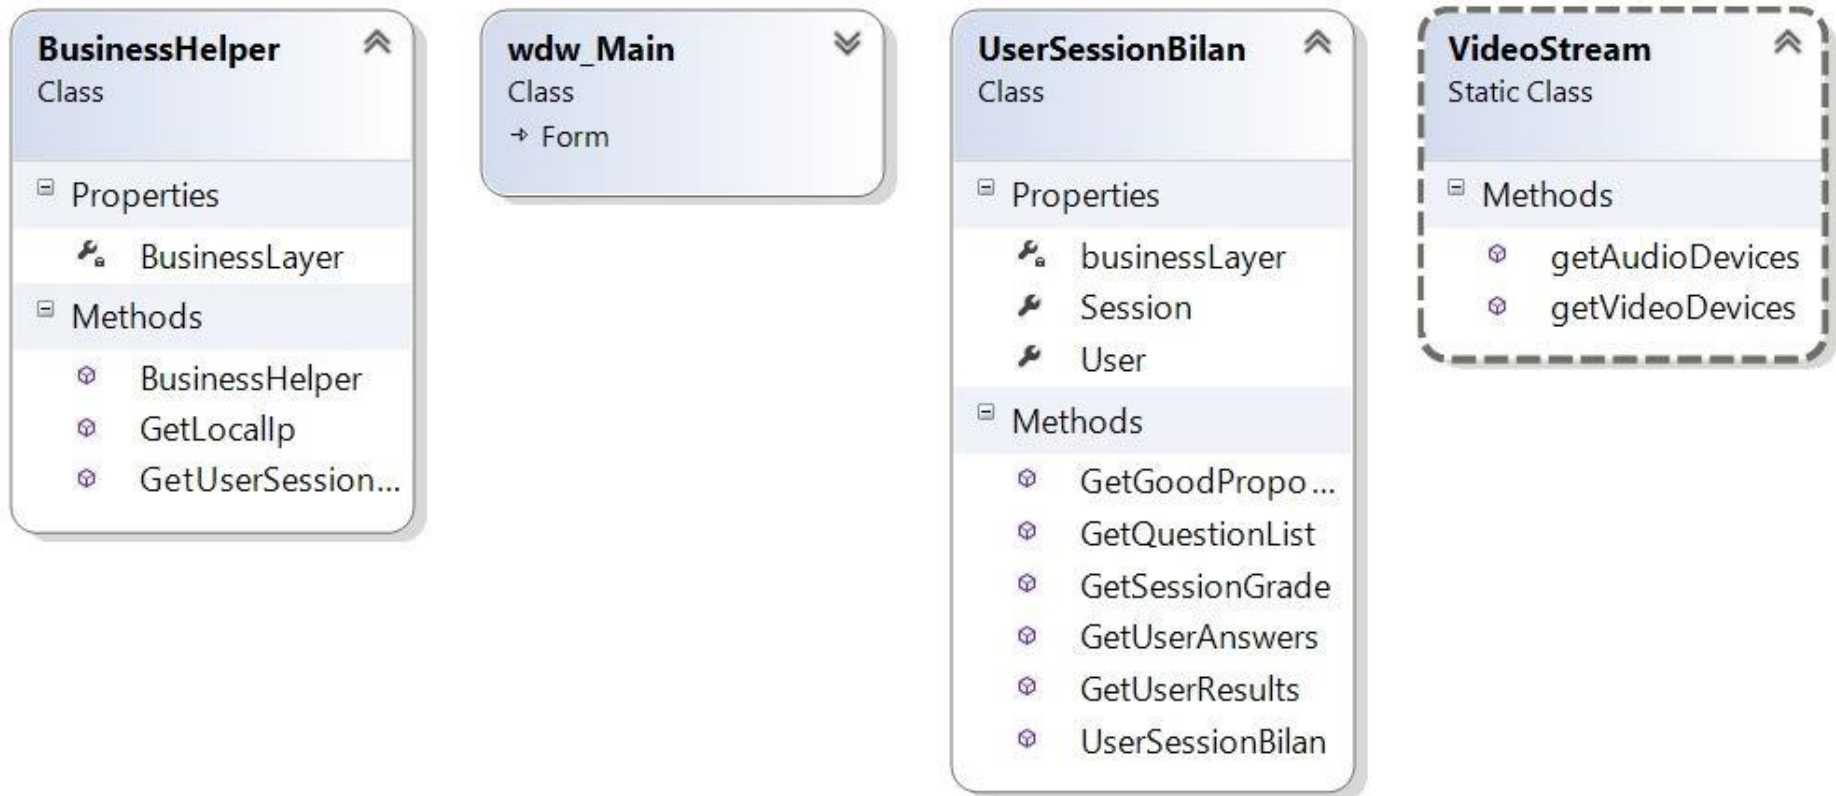 BusinessHelper
Class
Properties
BusinessLayer
Methods
BusinessHelper
GetLocalIp
GetUserSession...
wdw_Main
Class
Form
UserSessionBilan
Class
Properties
businessLayer
Session
User
Methods
GetGoodPropo...
GetQuestionList
GetSessionGrade
GetUserAnswers
GetUserResults
UserSessionBilan
VideoStream
Static Class
Methods
getAudioDevices
getVideoDevices